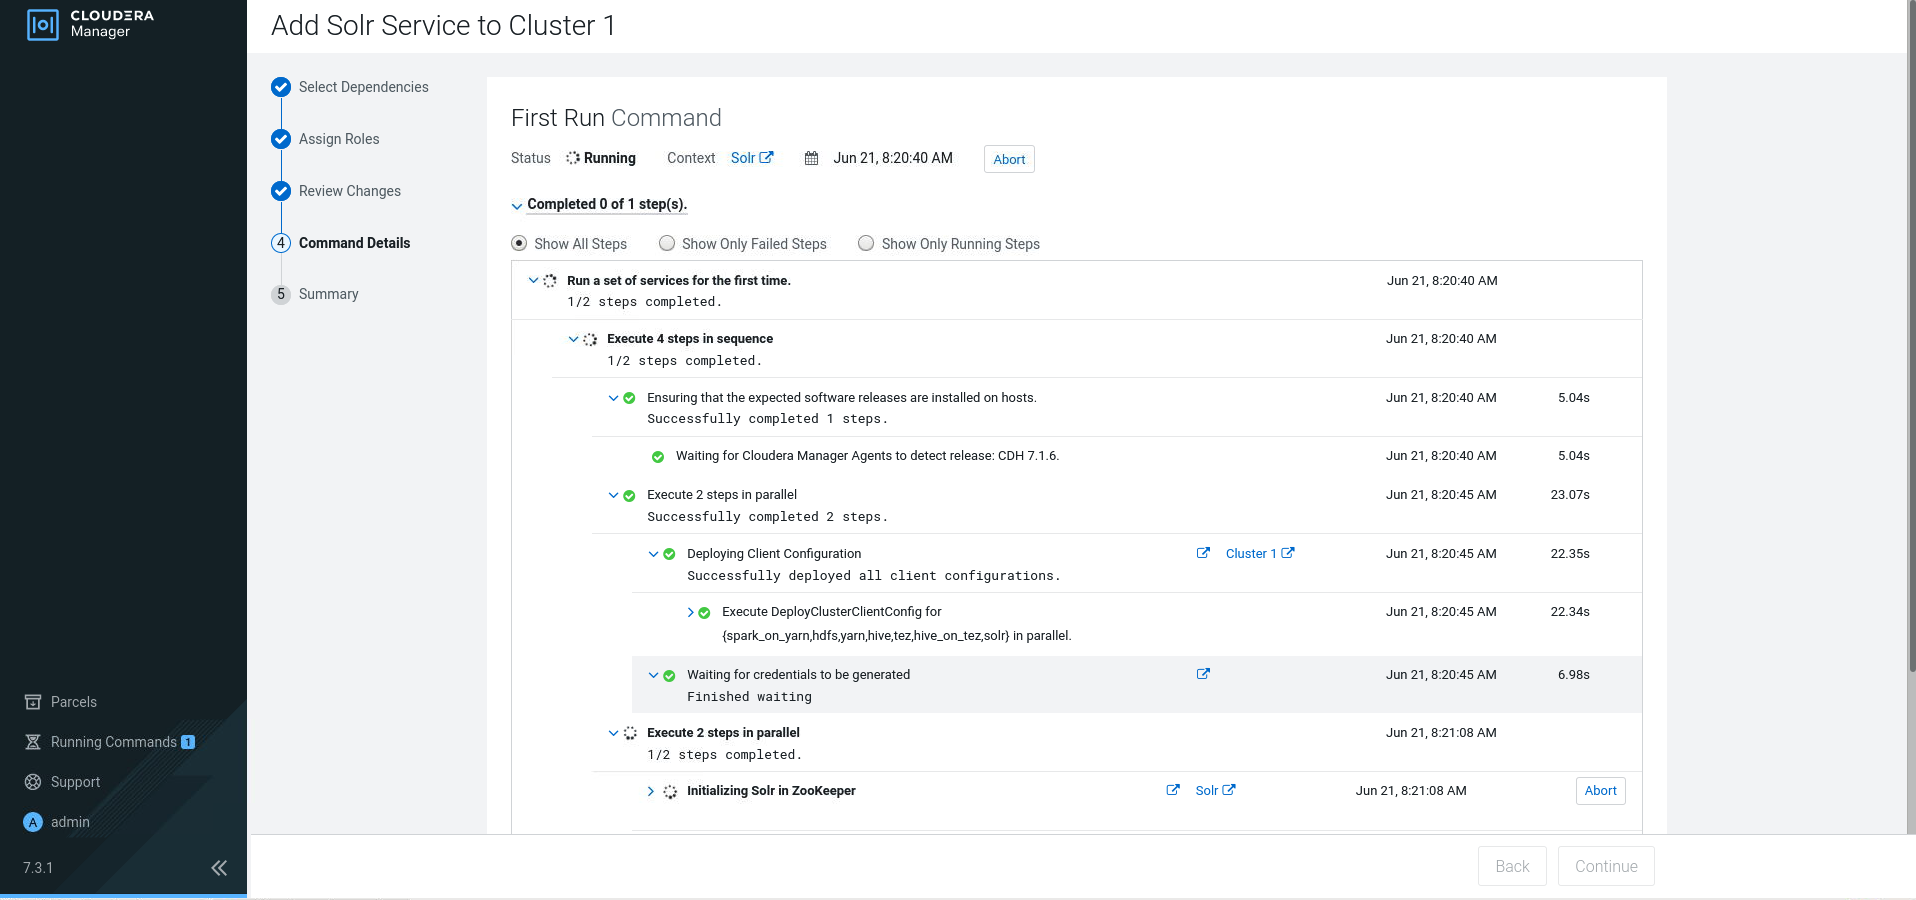 CLOUDERA
Manager
Add Solr Service to Cluster 1
Select Dependencies
Assign Roles
Review Changes
4 Command Details
5 Summary
First Run Command
Status Running Context Solr Jun 21, 8:20:40 AM Abort
Completed 0 of 1 step(s).
Show All Steps Show Only Failed Steps Show Only Running Steps
Run a set of services for the first time. Jun 21, 8:20:40 AM
1/2 steps completed.
Execute 4 steps in sequence Jun 21, 8:20:40 AM
1/2 steps completed.
Ensuring that the expected software releases are installed on hosts. Jun 21, 8:20:40 AM 5.04s
Successfully completed 1 steps.
Waiting for Cloudera Manager Agents to detect release: CDH 7.1.6. Jun 21, 8:20:40 AM 5.04s
Execute 2 steps in parallel Jun 21, 8:20:45 AM 23.07s
Successfully completed 2 steps.
Deploying Client Configuration Cluster 1 Jun 21, 8:20:45 AM 22.35s
Successfully deployed all client configurations.
Execute DeployClusterClientConfig for Jun 21, 8:20:45 AM 22.34s
{spark_on_yarn,hdfs,yarn,hive,tez,hive_on_tez,solr} in parallel.
Waiting for credentials to be generated Jun 21, 8:20:45 AM 6.98s
Finished waiting
Execute 2 steps in parallel Jun 21, 8:21:08 AM
1/2 steps completed.
Initializing Solr in ZooKeeper Solr Jun 21, 8:21:08 AM Abort
Parcels
Running Commands 1
Support
A admin
7.3.1
Back Continue